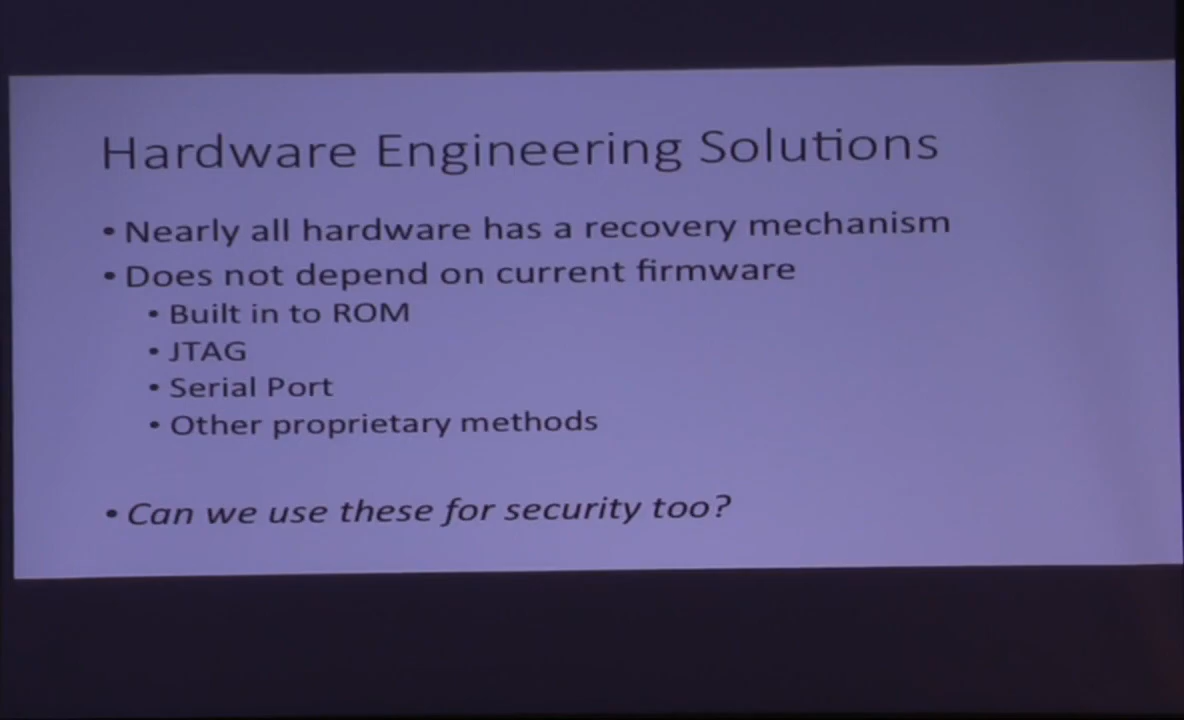 Hardware Engineering Solutions
• Nearly all hardware has a recovery mechanism
• Does not depend on current firmware
• Built in to ROM
• JTAG
• Serial Port
• Other proprietary methods
• Can we use these for security too?